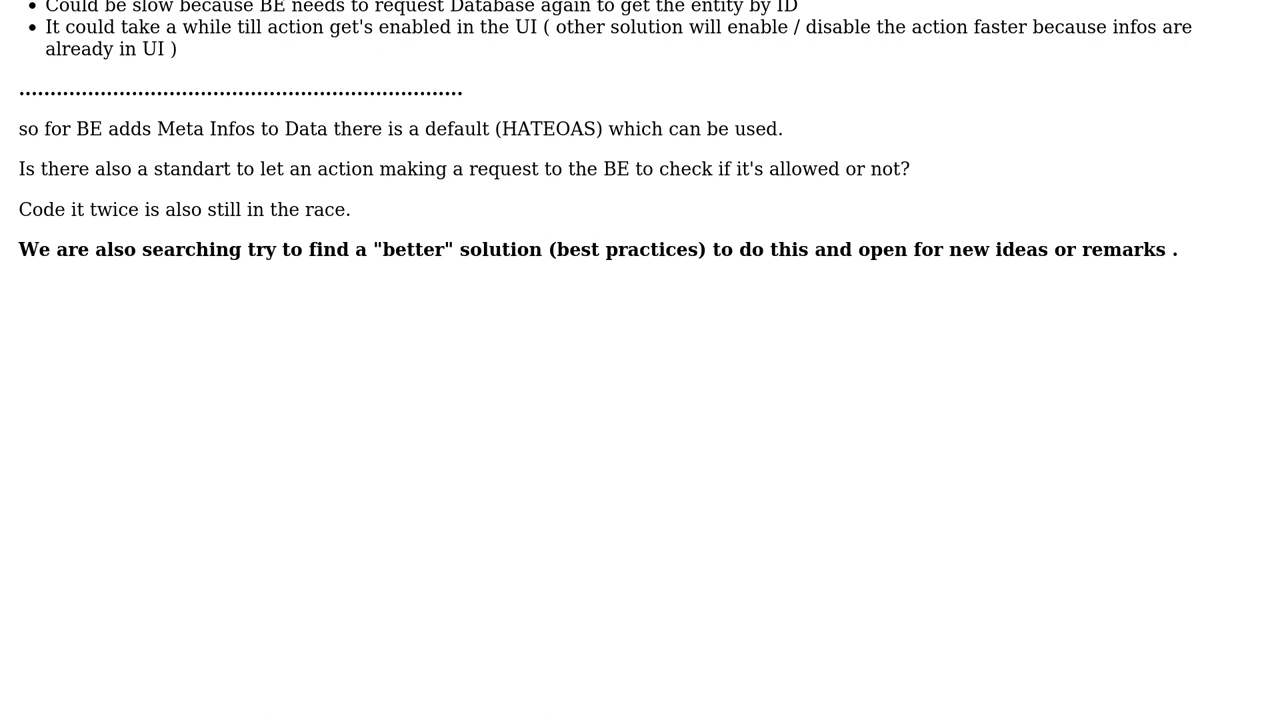 Could be slow because BE needs to request Database again to get the entity by ID
It could take a while till action get's enabled in the UI ( other solution will enable / disable the action faster because infos are
already in UI )
.......................................................................
so for BE adds Meta Infos to Data there is a default (HATEOAS) which can be used.
Is there also a standart to let an action making a request to the BE to check if it's allowed or not?
Code it twice is also still in the race.
We are also searching try to find a "better" solution (best practices) to do this and open for new ideas or remarks .